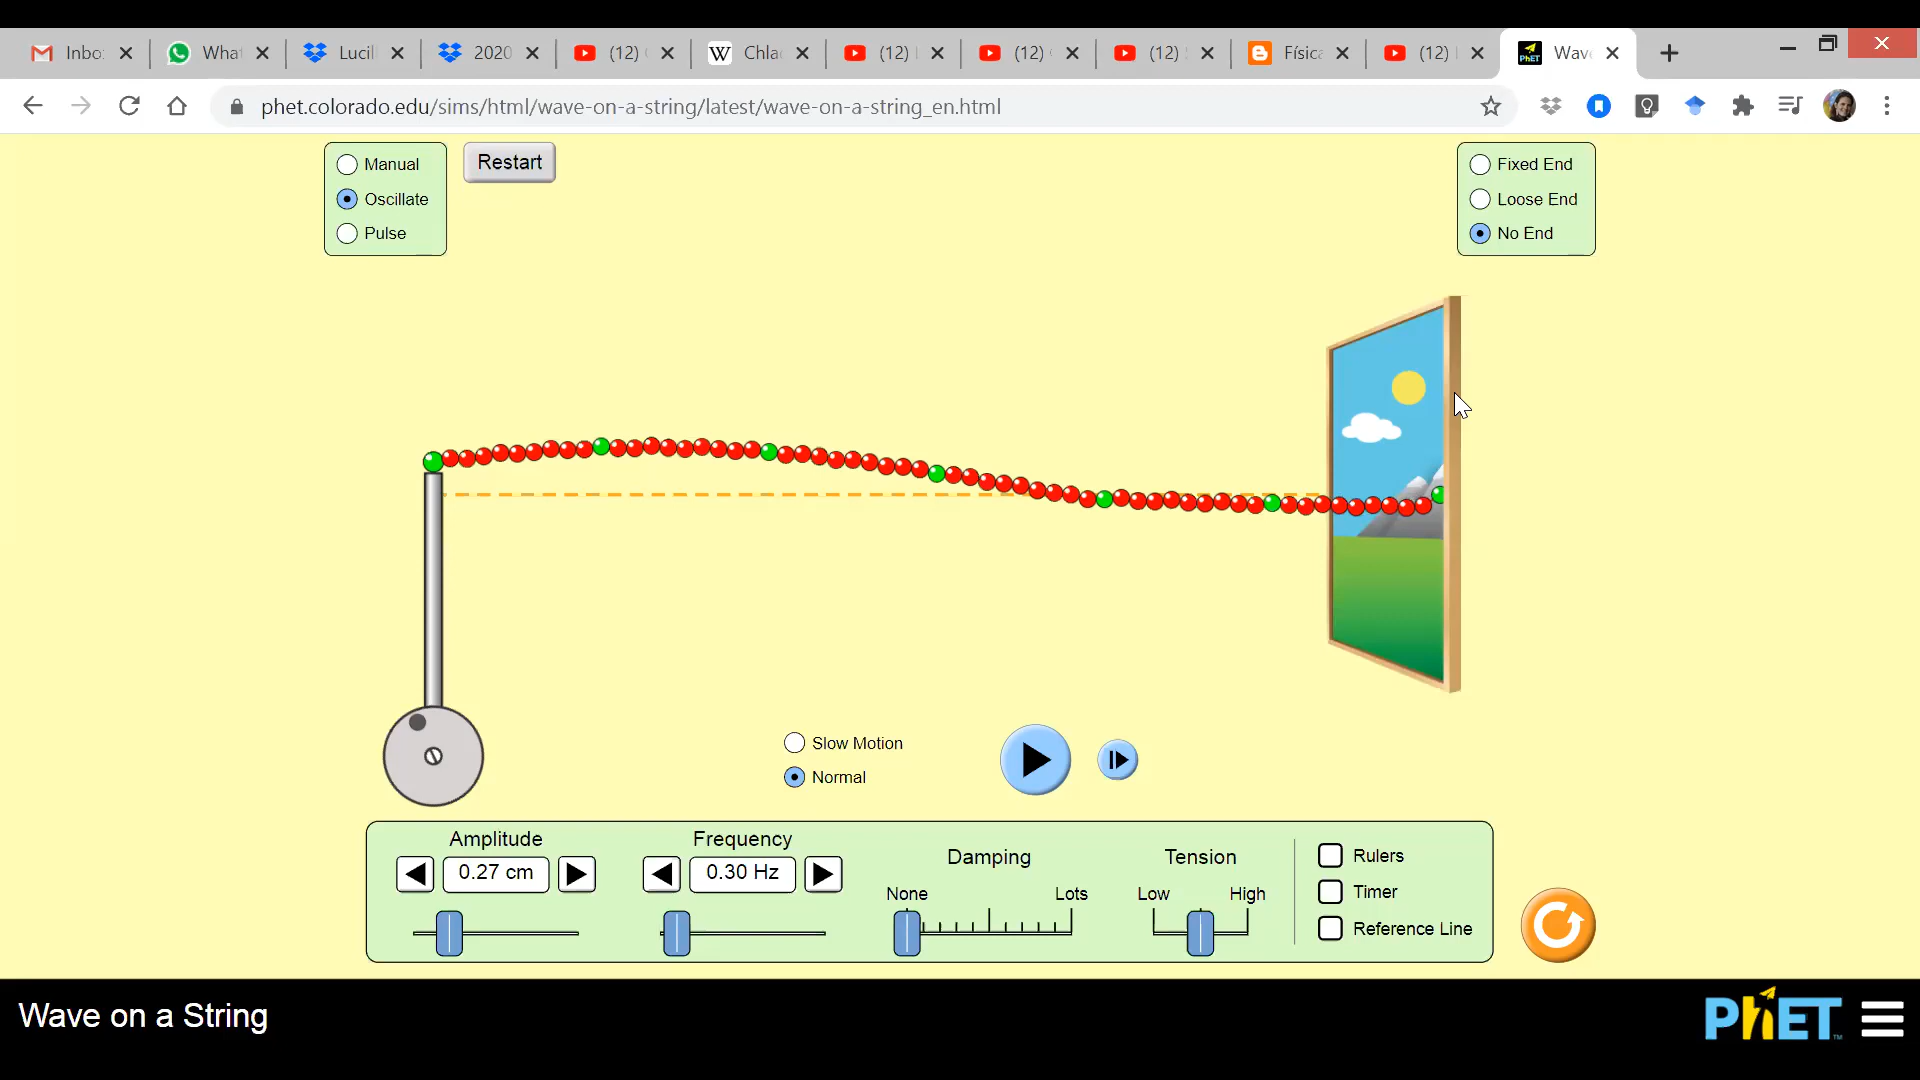 Inbo What Lucil 2020 (12) Chla (12) (12) (12) Física (12) Wave
phet.colorado.edu/sims/html/wave-on-a-string/latest/wave-on-a-string_en.html
Manual
Oscillate
Pulse
Restart
Fixed End
Loose End
No End
Slow Motion
Normal
Amplitude
0.27 cm
Frequency
0.30 Hz
Damping
None Lots
Tension
Low High
Rulers
Timer
Reference Line
Wave on a String
PhET